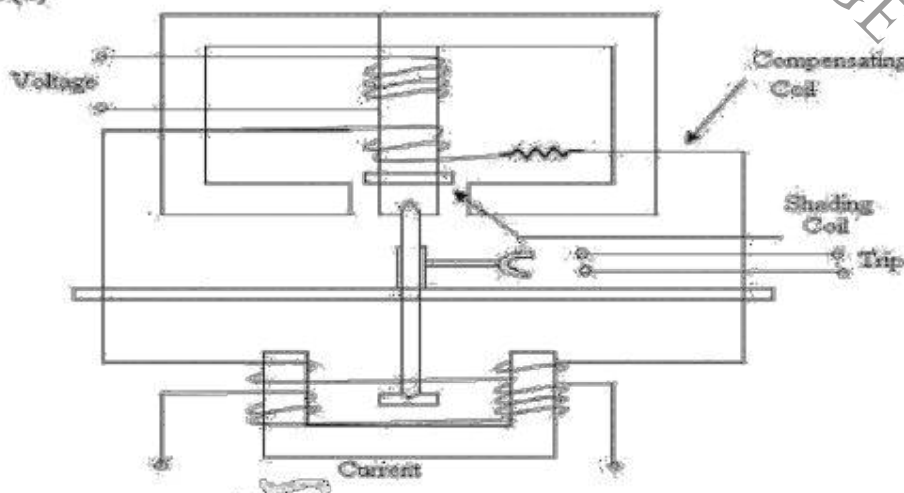 Voltage
Compensating
Coil
Shading
Coil
Trip
Current